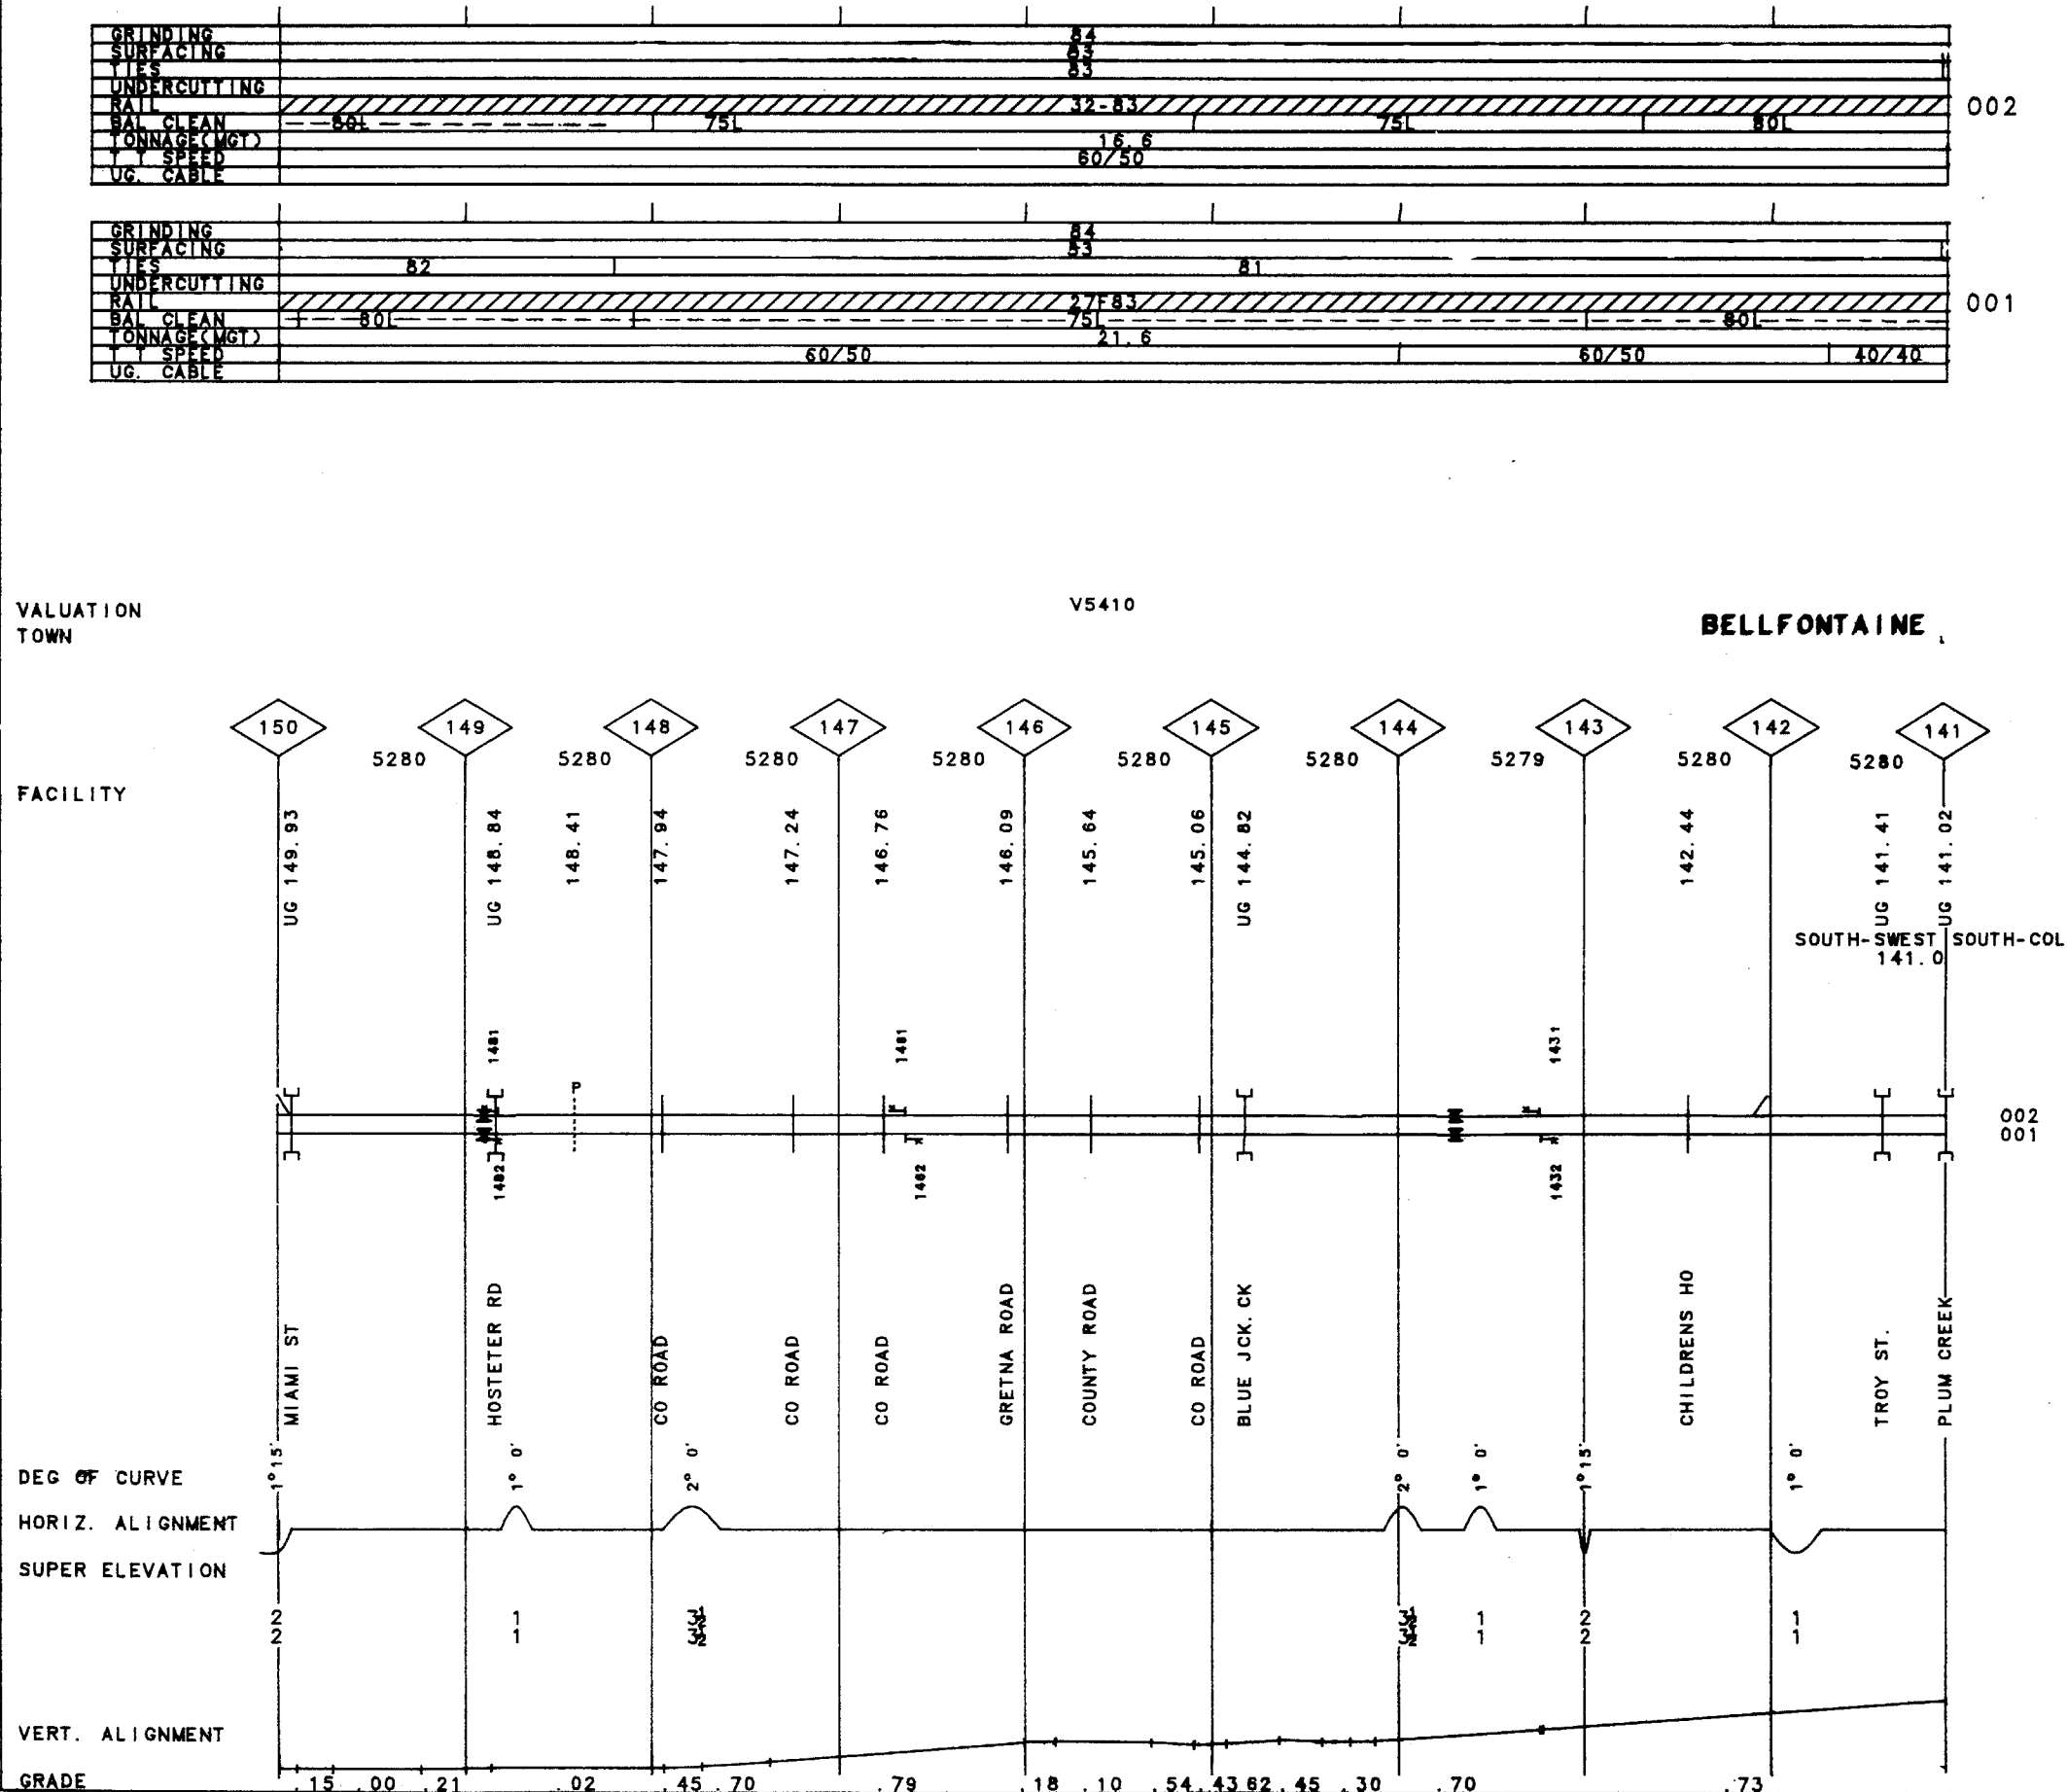 GRINDING 84
SURFACING 83
TIES 83
UNDERCUTTING
RAIL 32-83 002
BAL CLEAN 80L 75L 75L 80L
TONNAGE(MGT) 16.6
T T SPEED 60/50
UG. CABLE
GRINDING 84
SURFACING
TIES 82 81
UNDERCUTTING
RAIL 27-83 001
BAL CLEAN 80L 75L 80L
TONNAGE(MGT) 21.6
T T SPEED 60/50 60/50 40/40
UG. CABLE
VALUATION V5410
TOWN BELLFONTAINE
150 149 148 147 146 145 144 143 142 141
5280 5280 5280 5280 5280 5280 5279 5280 5280
FACILITY
UG 149.93 UG 148.84 148.41 147.94 147.24 146.76 146.09 145.64 145.06 UG 144.82 142.44 UG 141.41 UG 141.02
SOUTH-SWEST SOUTH-COL
141.0
1481 1461 1431
P
002
001
1482 1462 1432
MIAMI ST HOSTETER RD CO ROAD CO ROAD CO ROAD GRETNA ROAD COUNTY ROAD CO ROAD BLUE JCK. CK CHILDRENS HO TROY ST. PLUM CREEK
DEG OF CURVE 1°15' 1° 0' 2° 0' 2° 0' 1° 0' 1°15' 1° 0'
HORIZ. ALIGNMENT
SUPER ELEVATION
2 1 3½ 3½ 1 2 1
2 1 3½ 3½ 1 2 1
VERT. ALIGNMENT
GRADE .15 .00 .21 .02 .45 .70 .79 .18 .10 .54 .43 .62 .45 .30 .70 .73